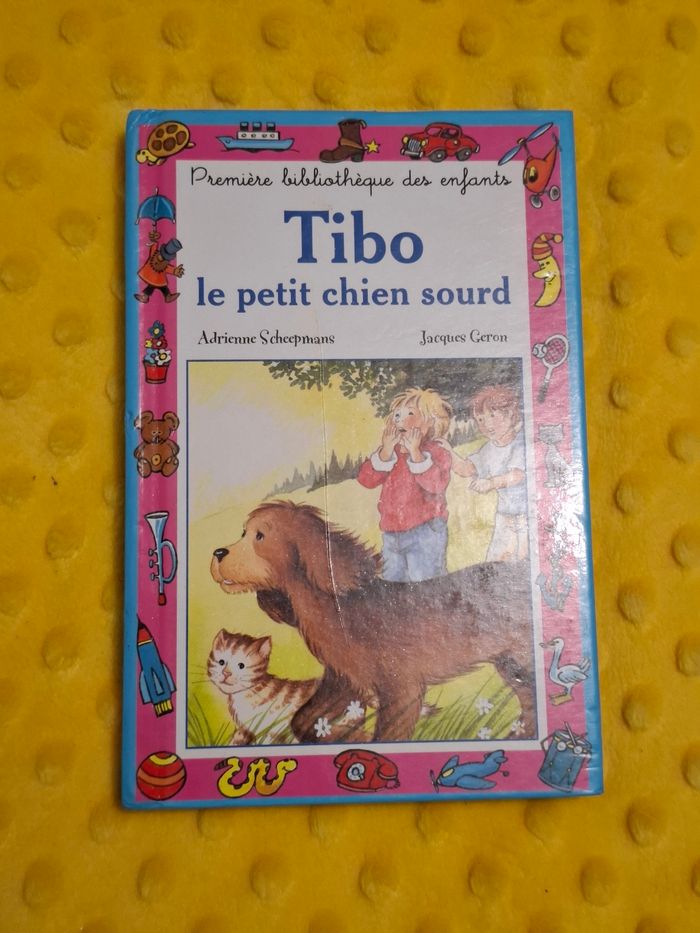 Première bibliothèque des enfants
Tibo
le petit chien sourd
Adrienne Scheepmans Jacques Geron